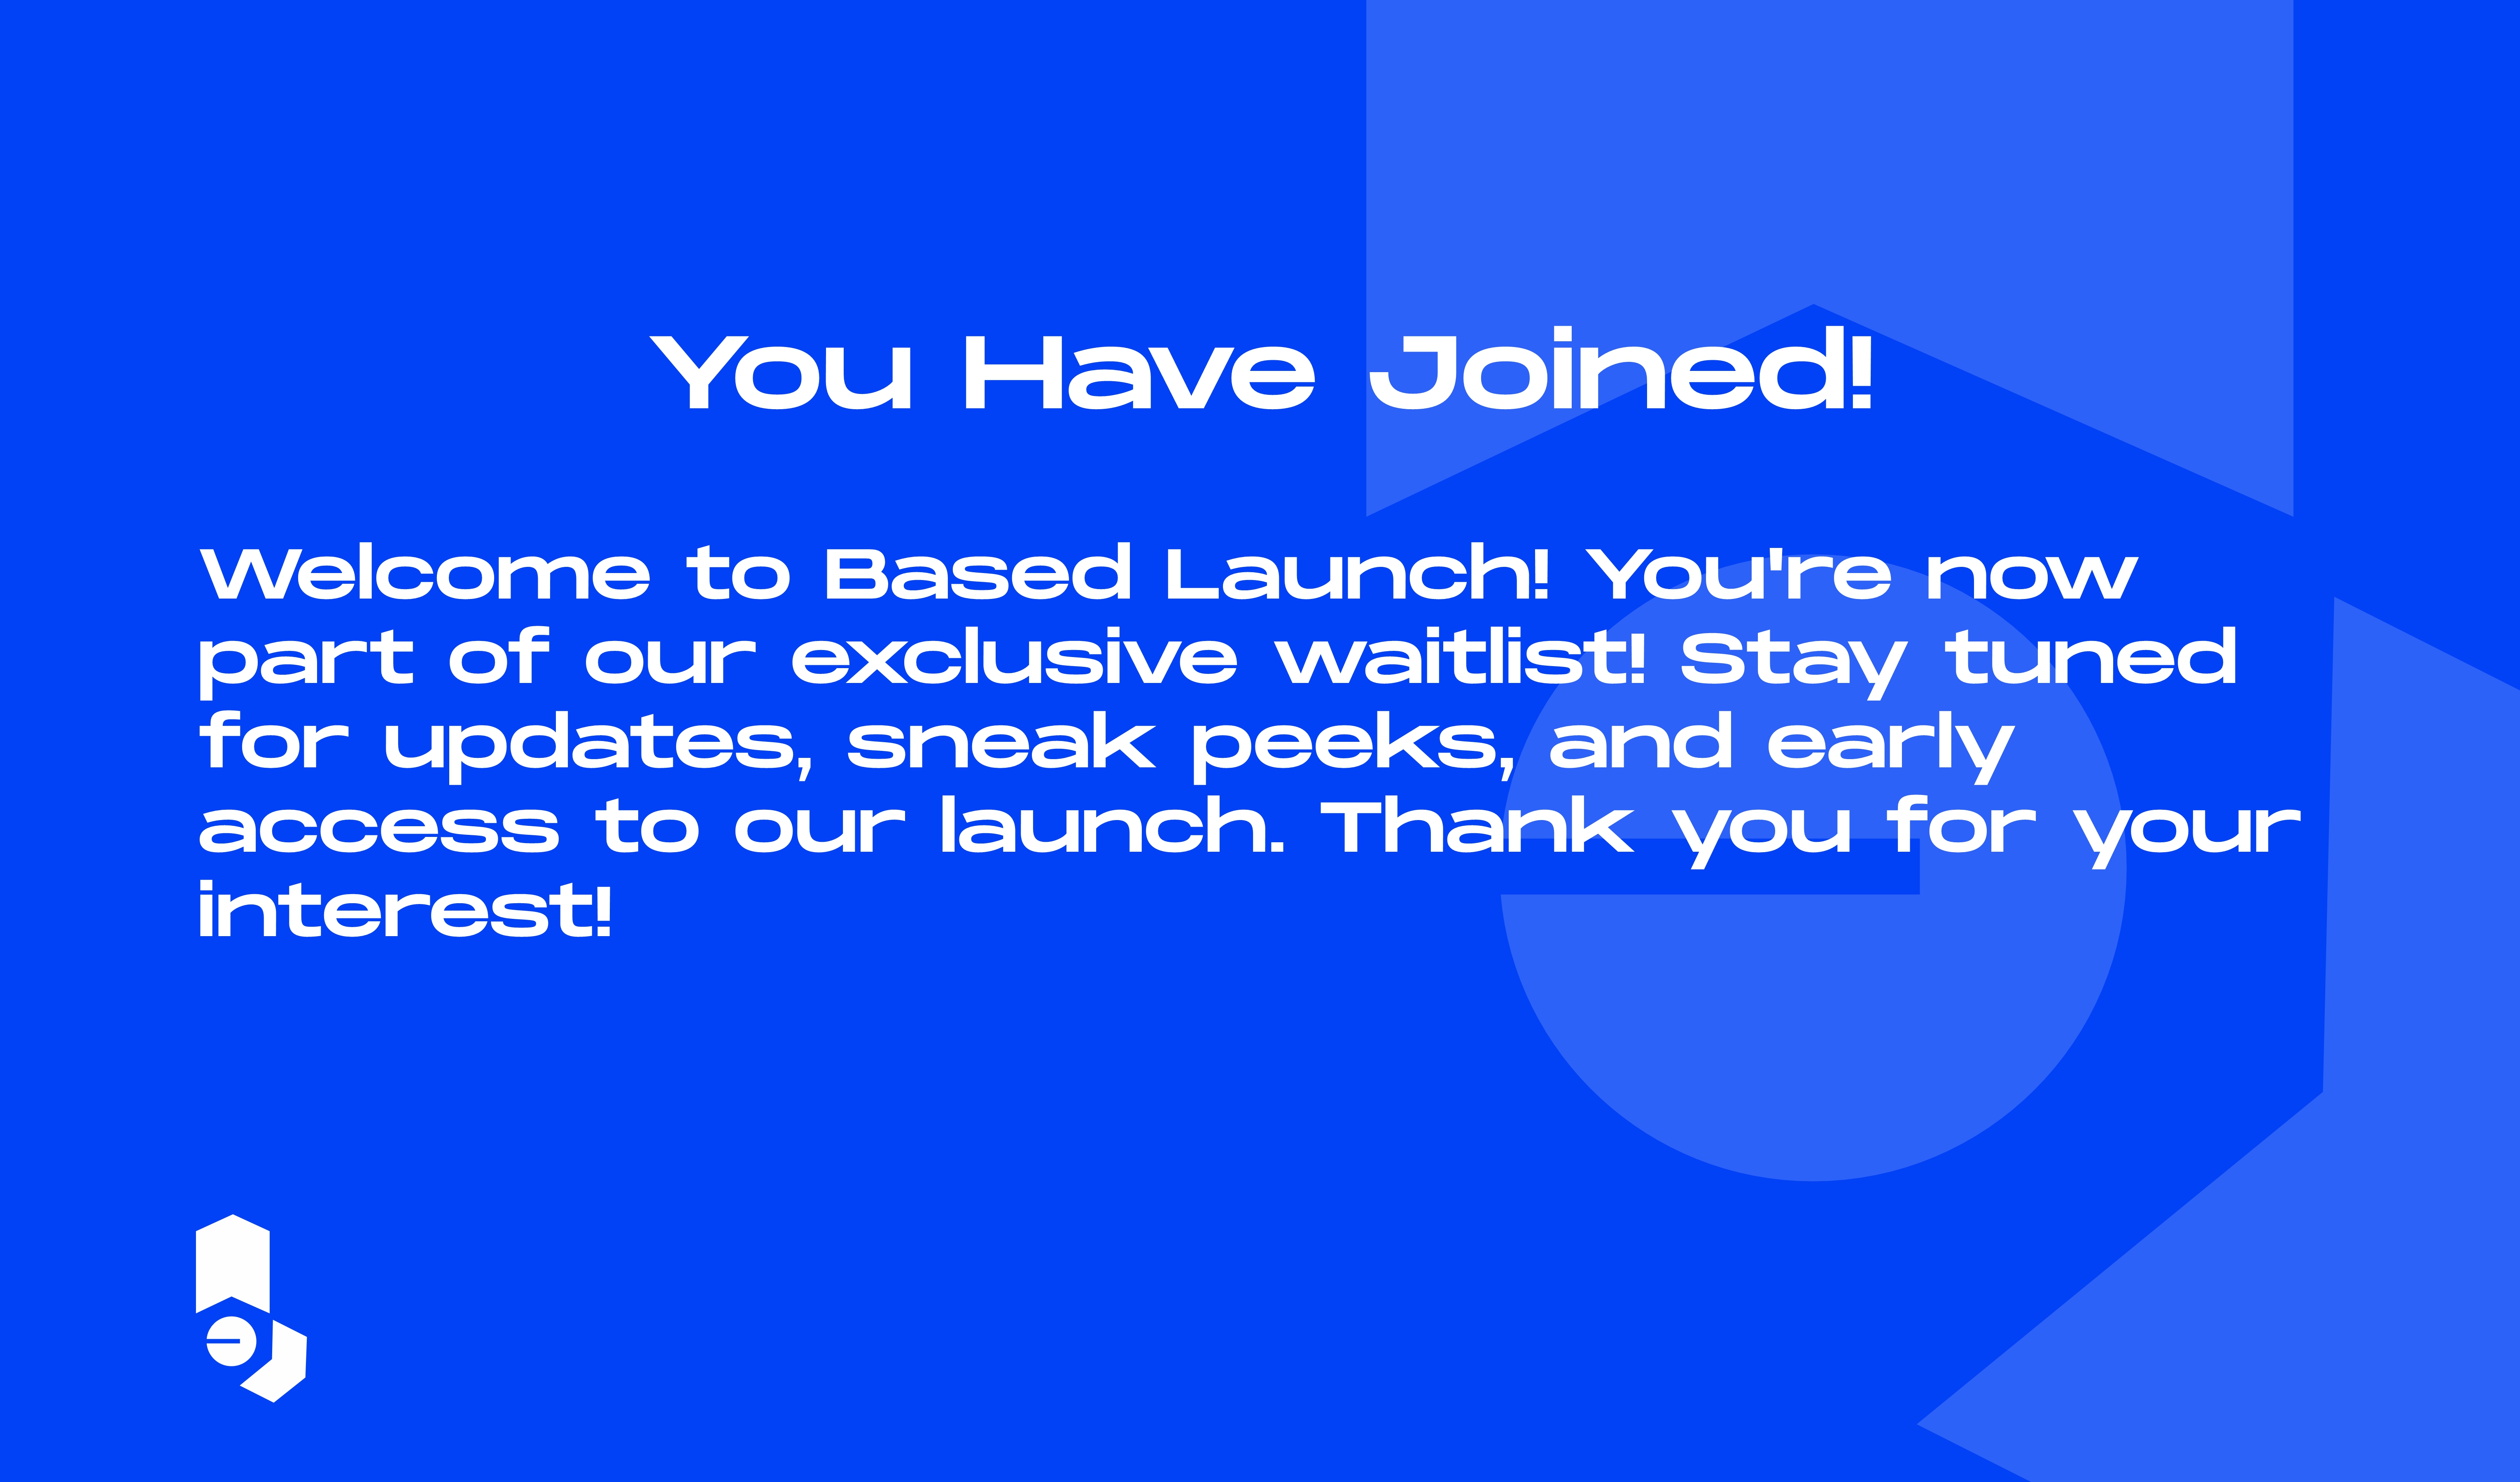 You Have Joined!
Welcome to Based Launch! You're now
part of our exclusive waitlist! Stay tuned
for updates, sneak peeks, and early
access to our launch. Thank you for your
interest!